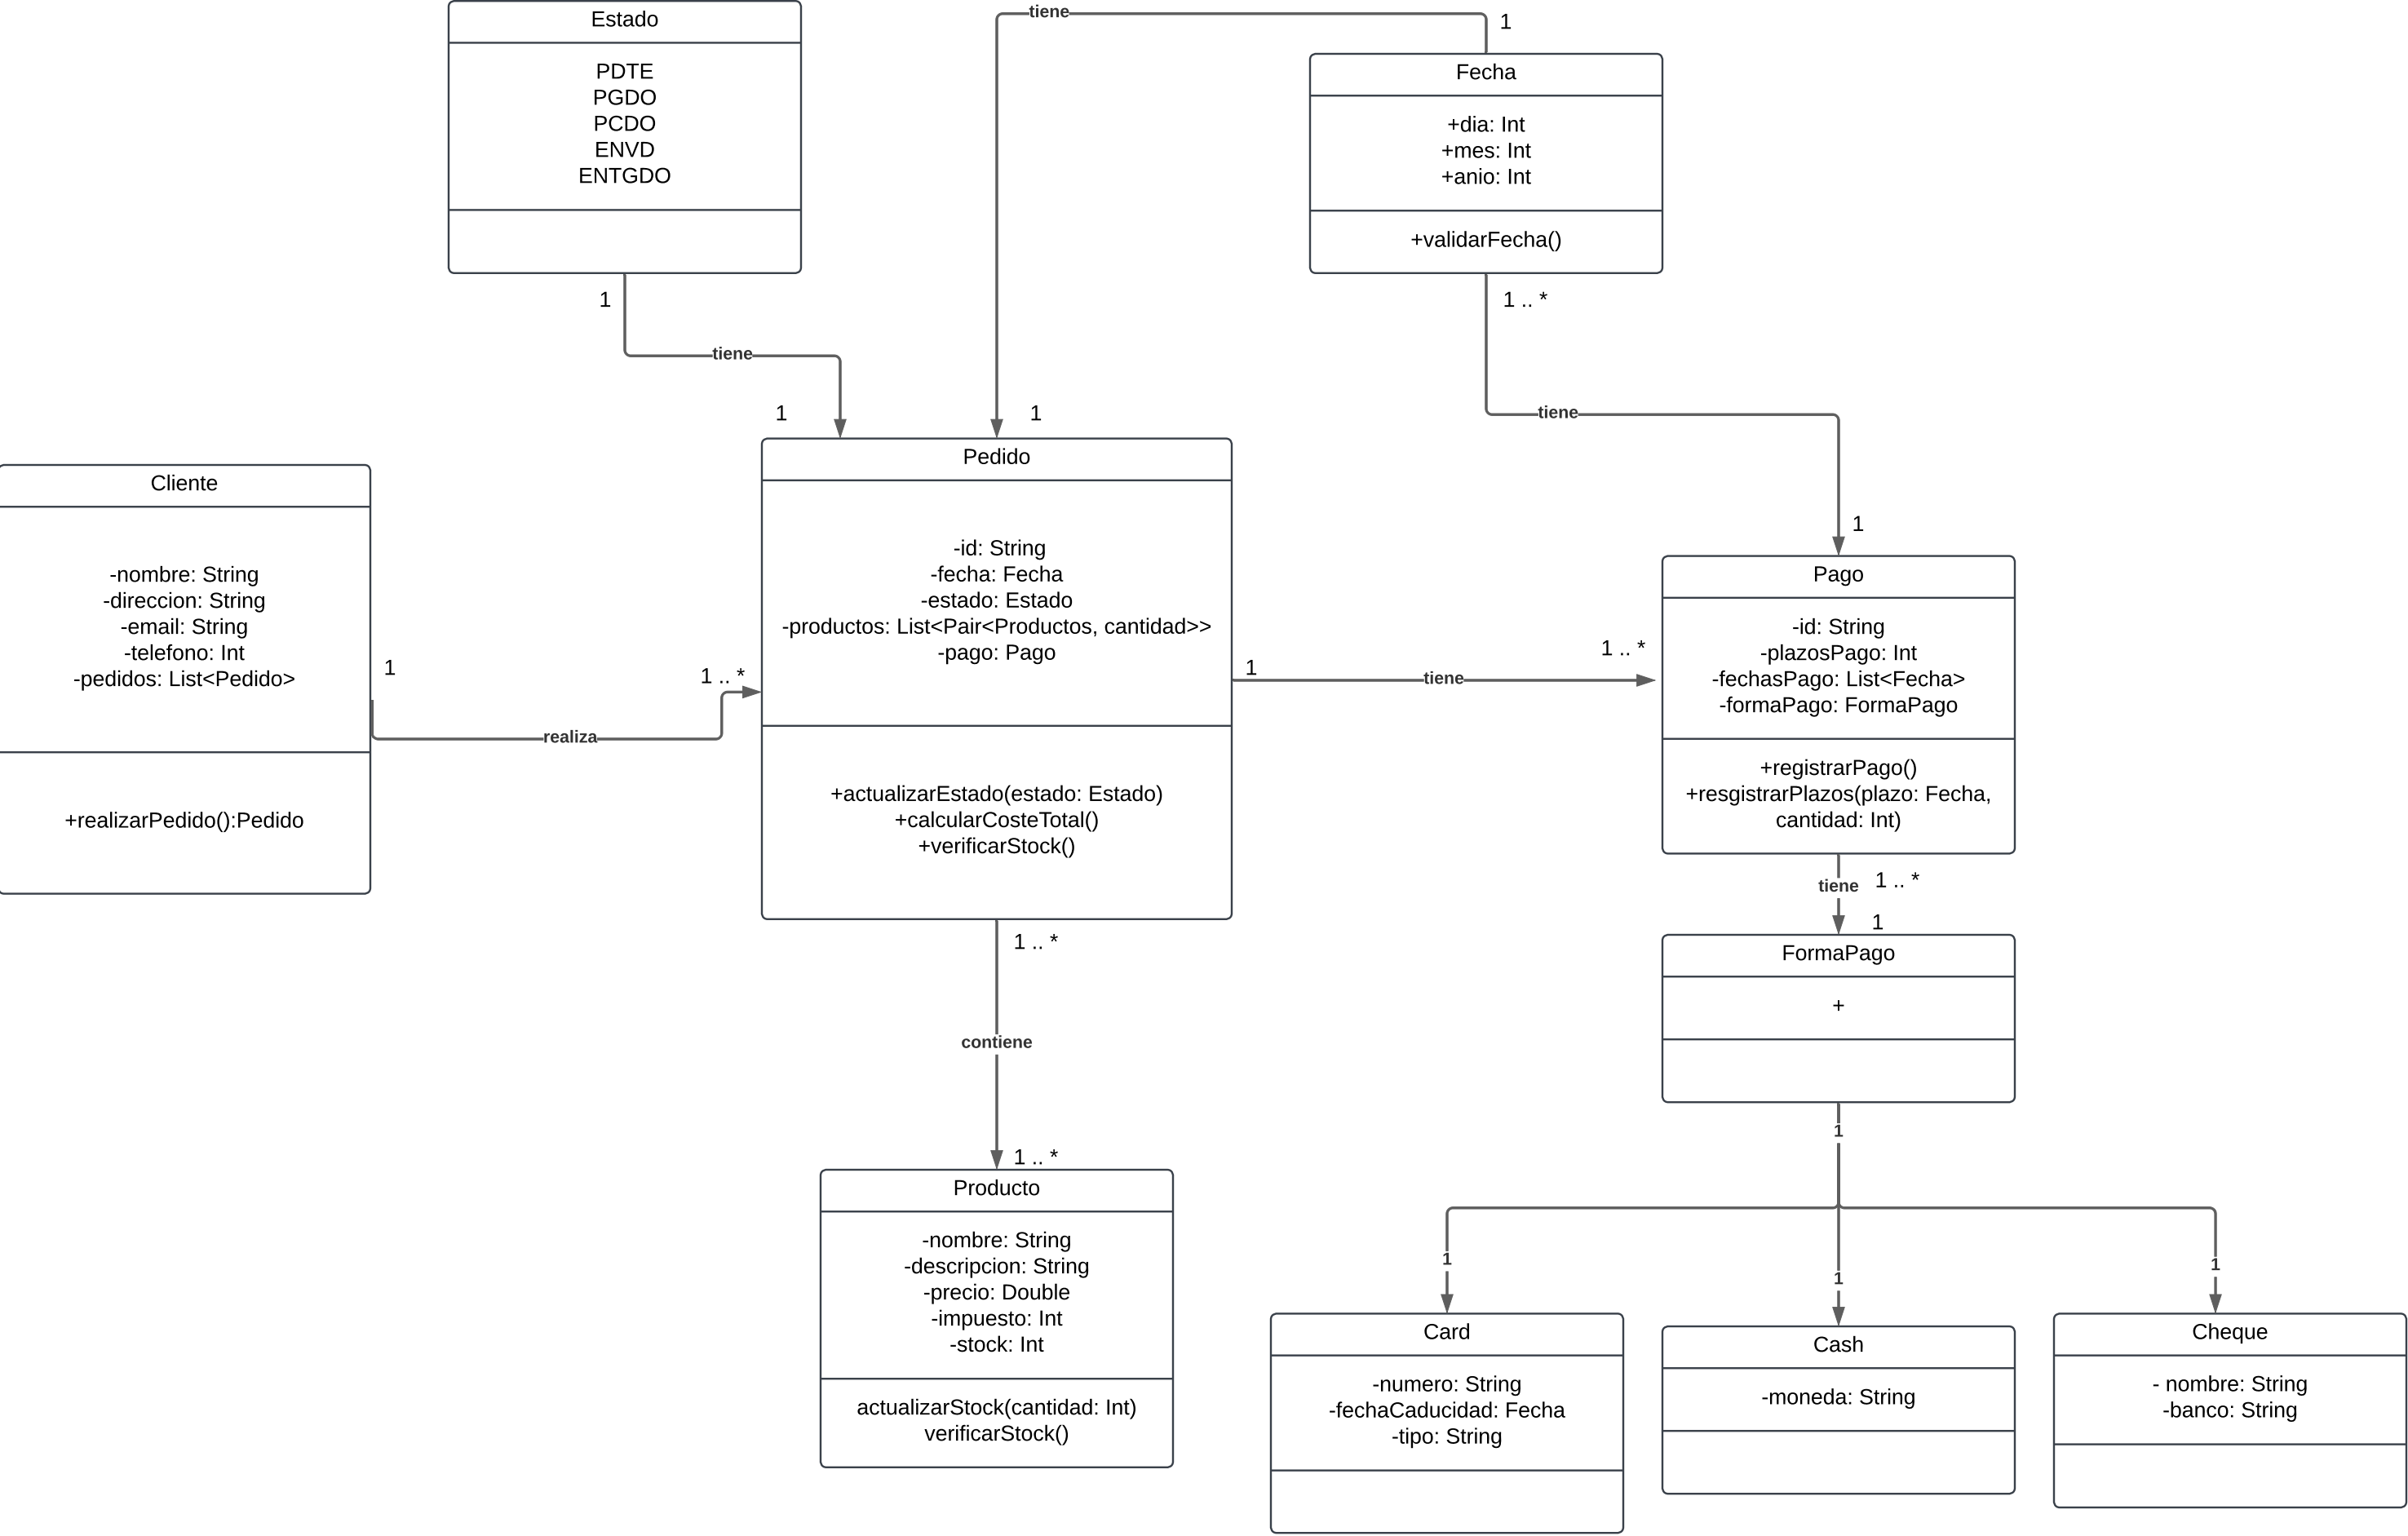 Estado
PDTE
PGDO
PCDO
ENVD
ENTGDO
1
tiene
1
tiene
1
1
Fecha
+dia: Int
+mes: Int
+anio: Int
+validarFecha()
1 .. *
tiene
1
Cliente
-nombre: String
-direccion: String
-email: String
-telefono: Int
-pedidos: List<Pedido>
+realizarPedido():Pedido
1
realiza
1 .. *
Pedido
-id: String
-fecha: Fecha
-estado: Estado
-productos: List<Pair<Productos, cantidad>>
-pago: Pago
+actualizarEstado(estado: Estado)
+calcularCosteTotal()
+verificarStock()
1
tiene
1 .. *
Pago
-id: String
-plazosPago: Int
-fechasPago: List<Fecha>
-formaPago: FormaPago
+registrarPago()
+resgistrarPlazos(plazo: Fecha,
cantidad: Int)
tiene
1 .. *
1
FormaPago
+
1 .. *
contiene
1 .. *
Producto
-nombre: String
-descripcion: String
-precio: Double
-impuesto: Int
-stock: Int
actualizarStock(cantidad: Int)
verificarStock()
1
1
1
1
Card
-numero: String
-fechaCaducidad: Fecha
-tipo: String
Cash
-moneda: String
Cheque
- nombre: String
-banco: String